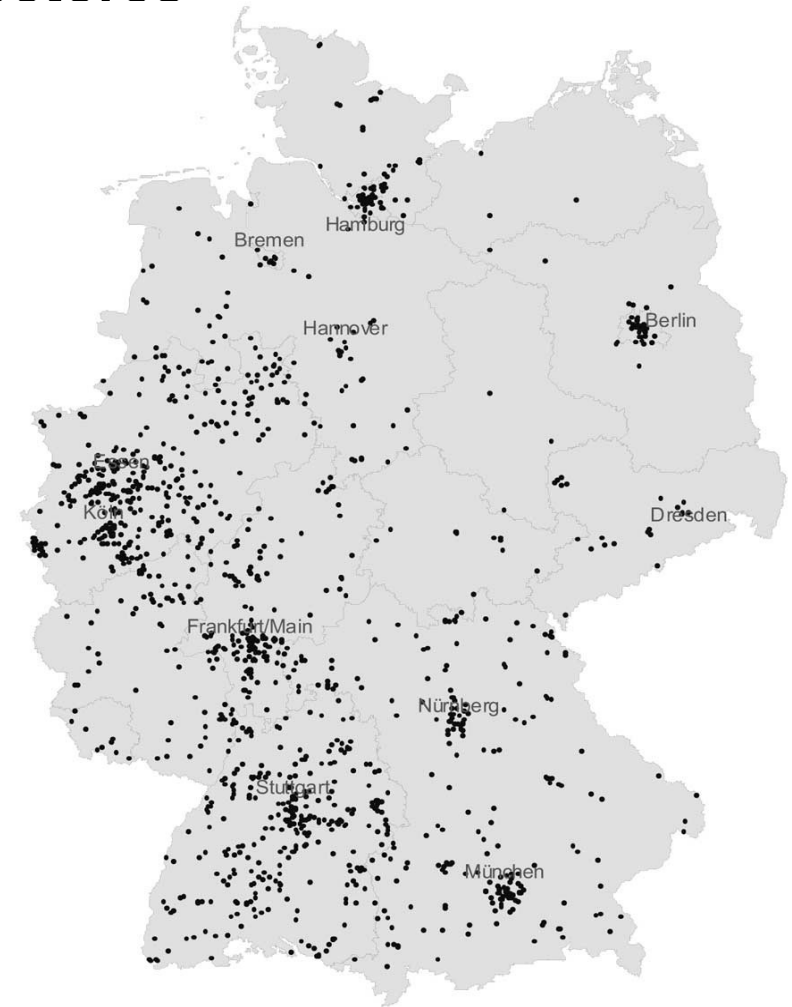 Hamburg
Bremen
Hannover
Berlin
Essen
Köln
Dresden
Frankfurt/Main
Nürnberg
Stuttgart
München